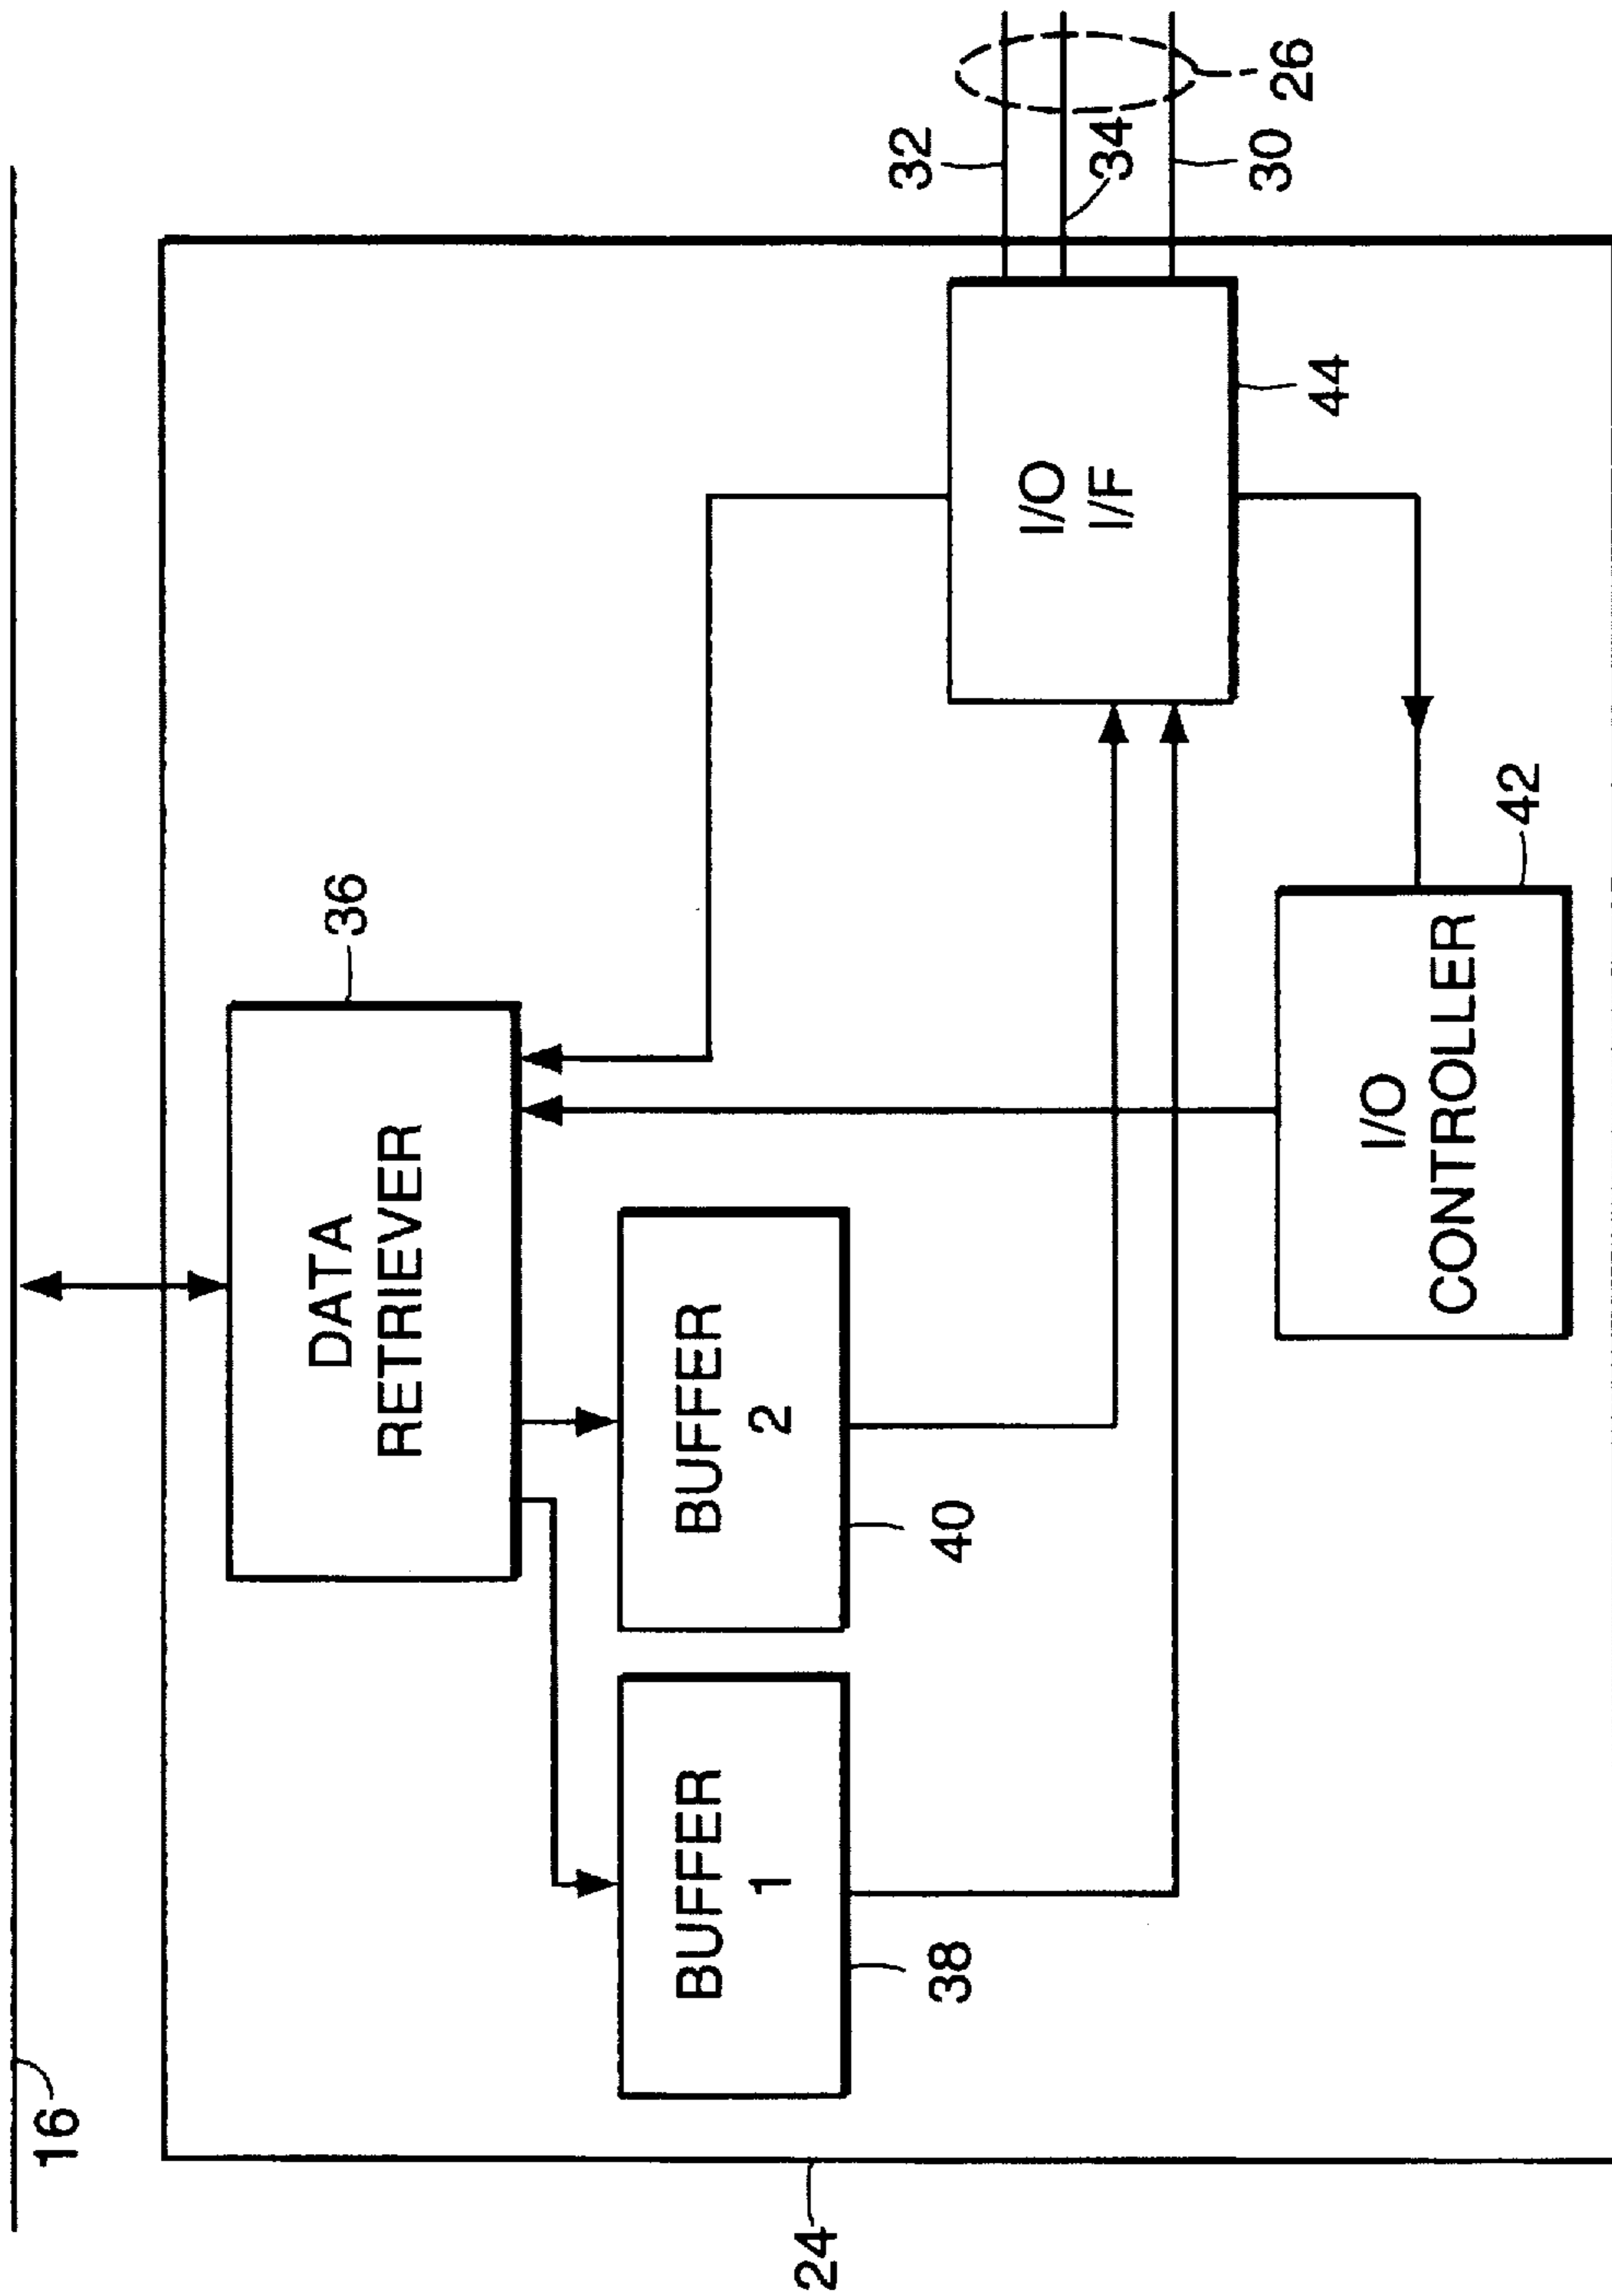 16
24
36
DATA
RETRIEVER
BUFFER
1
38
BUFFER
2
40
I/O
I/F
44
32
34
30
26
I/O
CONTROLLER
42